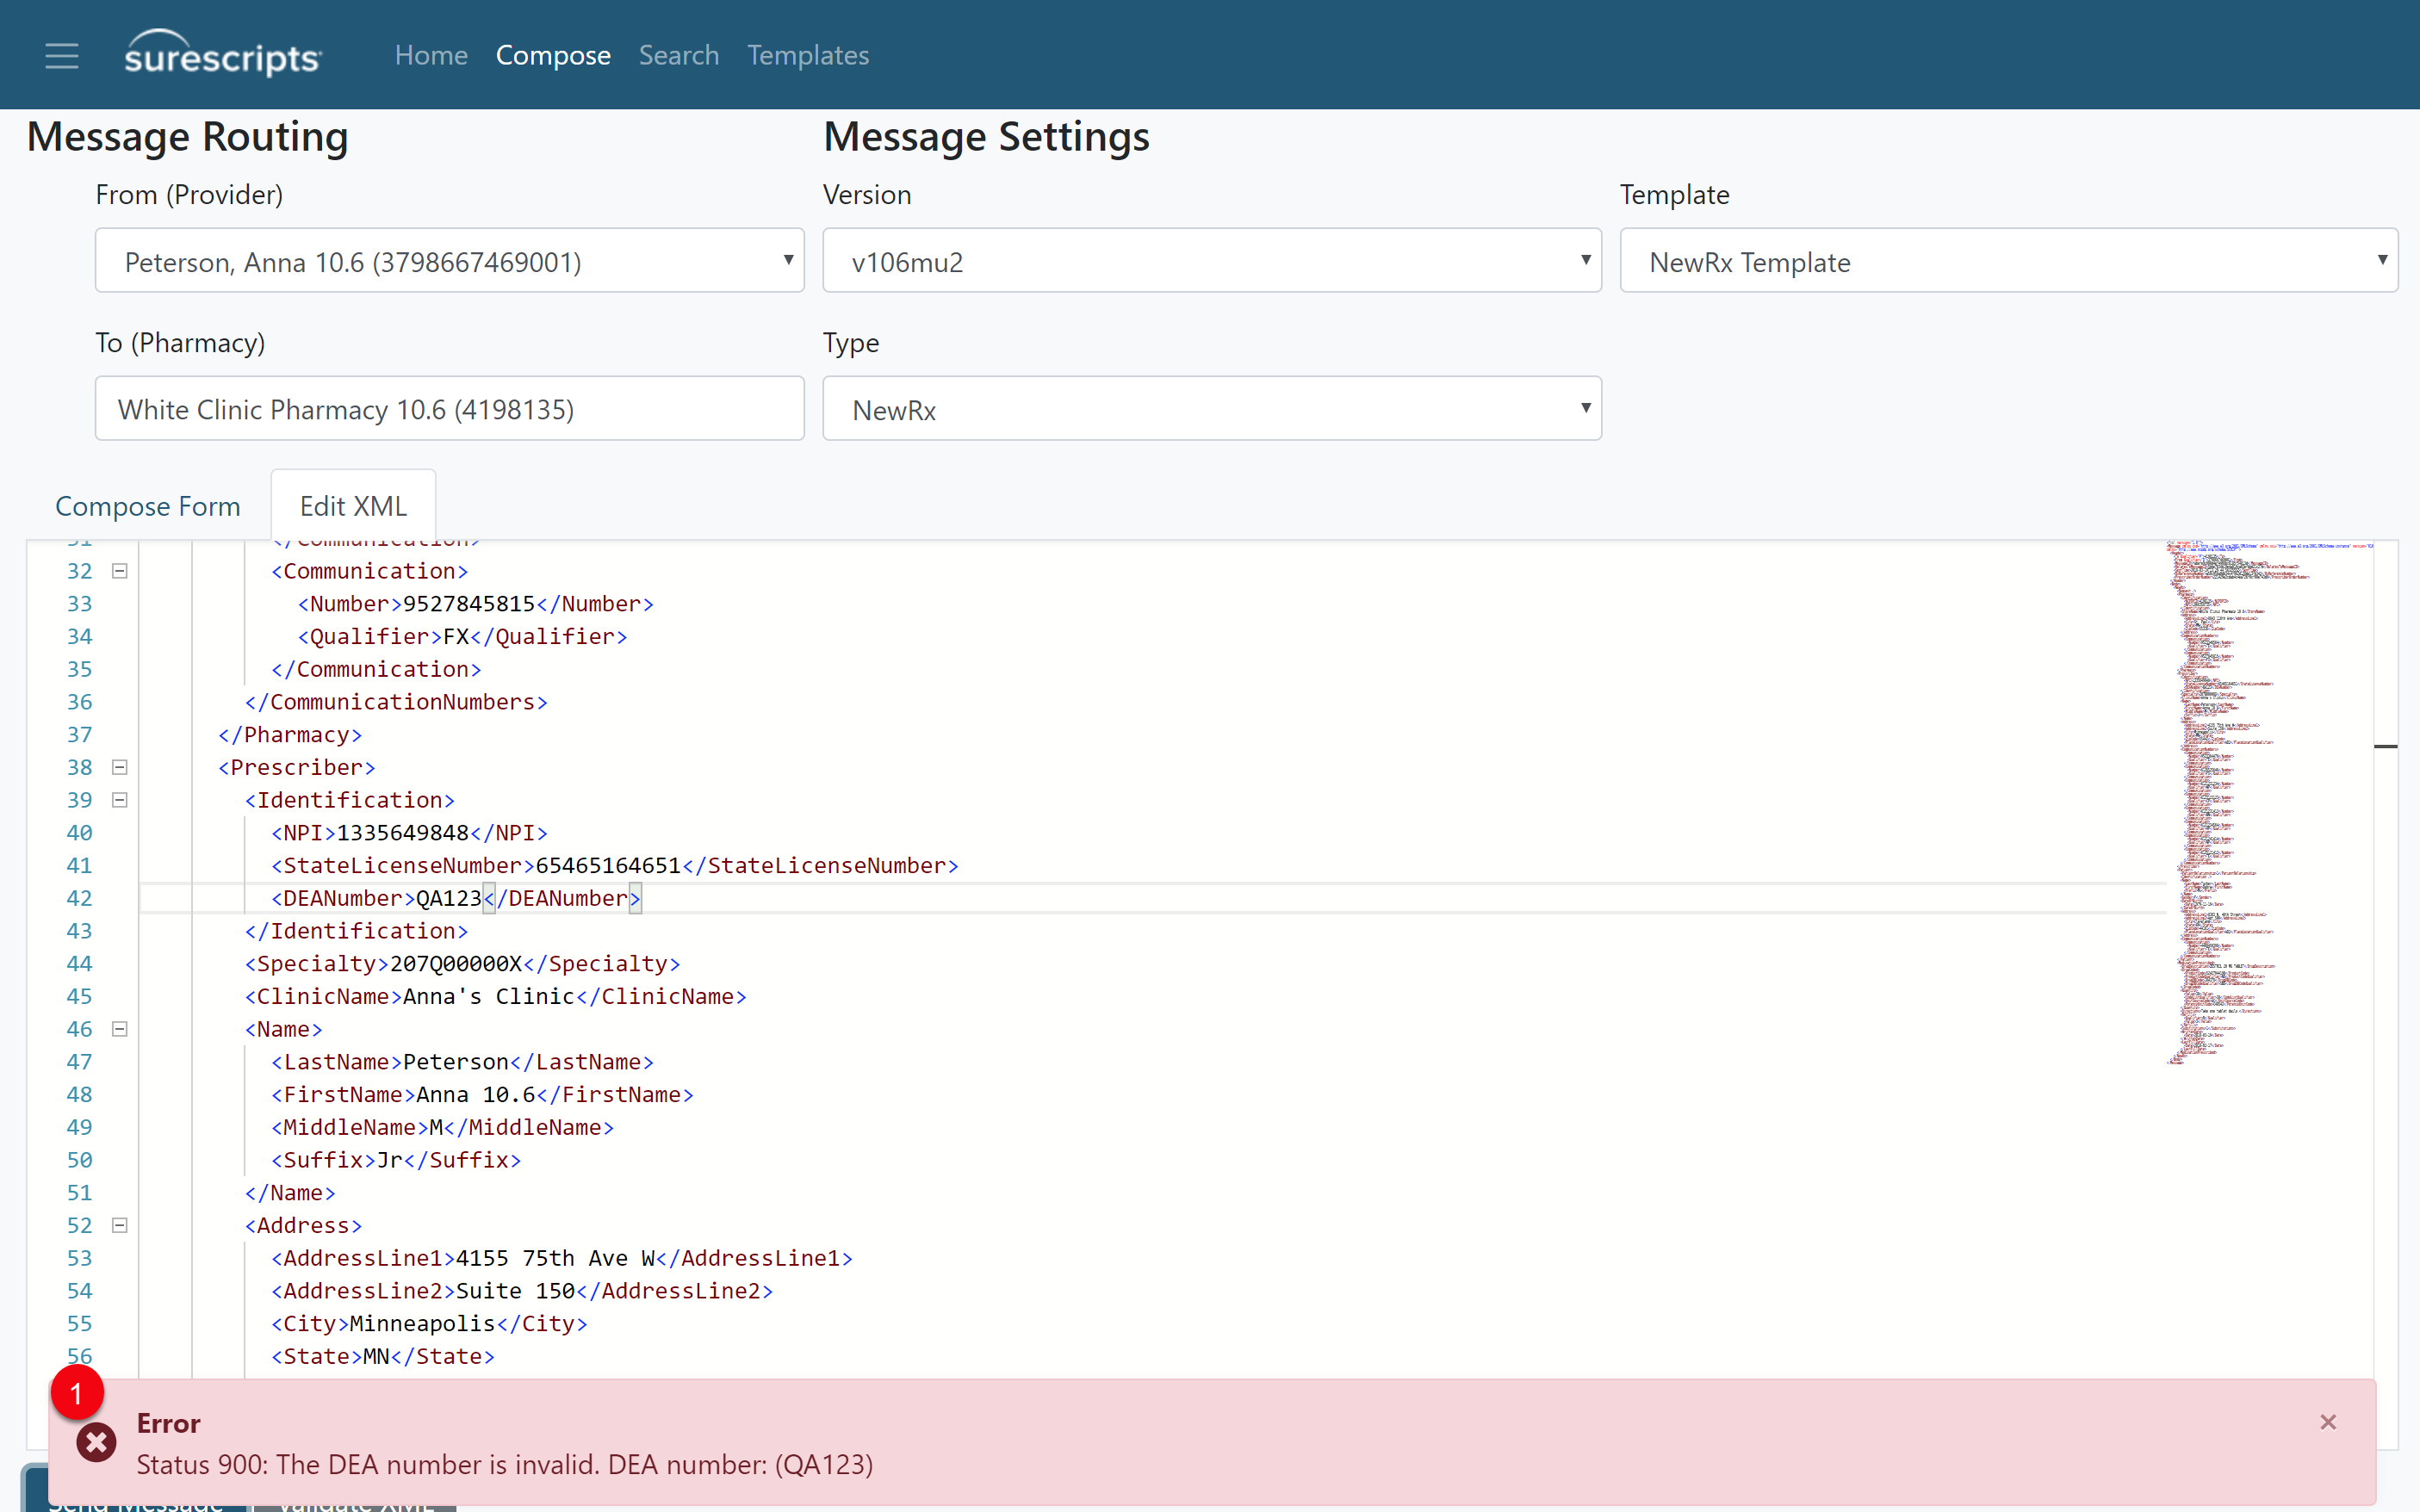 surescripts
Home Compose Search Templates
Message Routing
Message Settings
From (Provider)
Version
Template
Peterson, Anna 10.6 (3798667469001)
v106mu2
NewRx Template
To (Pharmacy)
Type
White Clinic Pharmacy 10.6 (4198135)
NewRx
Compose Form
Edit XML
31 </Communication>
32 <Communication>
33 <Number>9527845815</Number>
34 <Qualifier>FX</Qualifier>
35 </Communication>
36 </CommunicationNumbers>
37 </Pharmacy>
38 <Prescriber>
39 <Identification>
40 <NPI>1335649848</NPI>
41 <StateLicenseNumber>65465164651</StateLicenseNumber>
42 <DEANumber>QA123</DEANumber>
43 </Identification>
44 <Specialty>207Q00000X</Specialty>
45 <ClinicName>Anna's Clinic</ClinicName>
46 <Name>
47 <LastName>Peterson</LastName>
48 <FirstName>Anna 10.6</FirstName>
49 <MiddleName>M</MiddleName>
50 <Suffix>Jr</Suffix>
51 </Name>
52 <Address>
53 <AddressLine1>4155 75th Ave W</AddressLine1>
54 <AddressLine2>Suite 150</AddressLine2>
55 <City>Minneapolis</City>
56 <State>MN</State>
1
Error
Status 900: The DEA number is invalid. DEA number: (QA123)
×
Send Message
Validate XML